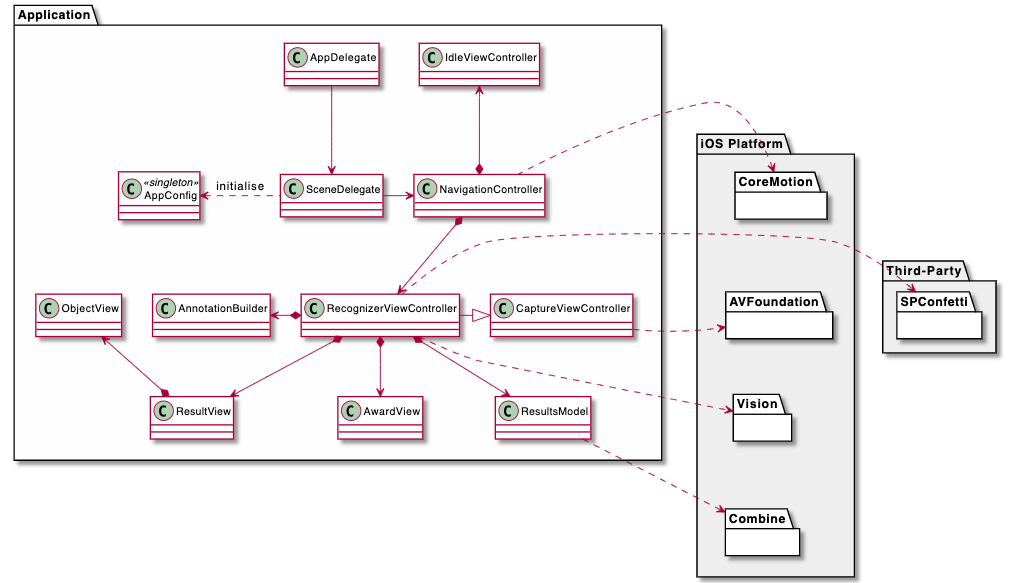 Application
C AppDelegate
C IdleViewController
iOS Platform
CoreMotion
C «singleton»
AppConfig
initialise
C SceneDelegate
C NavigationController
Third-Party
SPConfetti
C ObjectView
C AnnotationBuilder
C RecognizerViewController
C CaptureViewController
AVFoundation
C ResultView
C AwardView
C ResultsModel
Vision
Combine